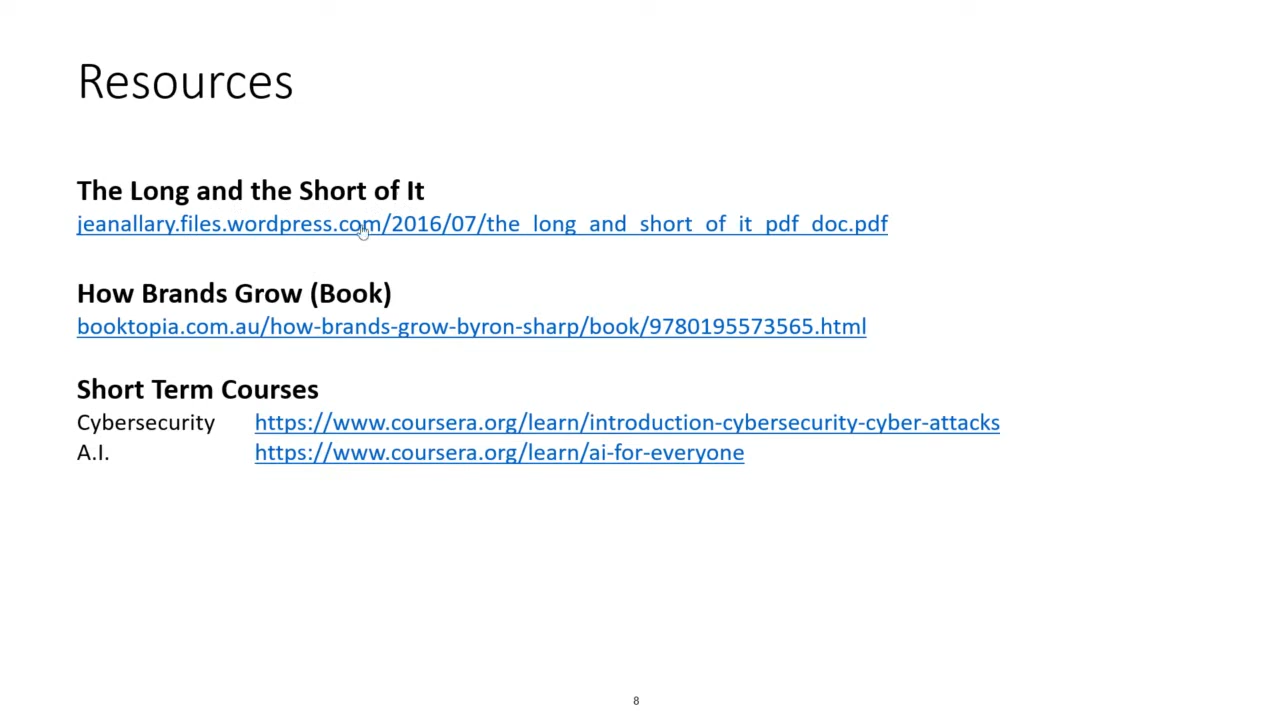 Resources
The Long and the Short of It
jeanallary.files.wordpress.com/2016/07/the_long_and_short_of_it_pdf_doc.pdf
How Brands Grow (Book)
booktopia.com.au/how-brands-grow-byron-sharp/book/9780195573565.html
Short Term Courses
Cybersecurity https://www.coursera.org/learn/introduction-cybersecurity-cyber-attacks
A.I. https://www.coursera.org/learn/ai-for-everyone
8